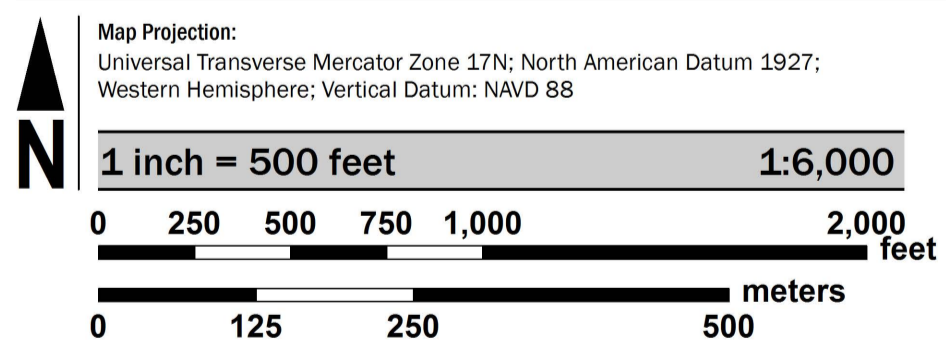 N
Map Projection:
Universal Transverse Mercator Zone 17N; North American Datum 1927;
Western Hemisphere; Vertical Datum: NAVD 88
1 inch = 500 feet 1:6,000
0 250 500 750 1,000 2,000
feet
meters
0 125 250 500